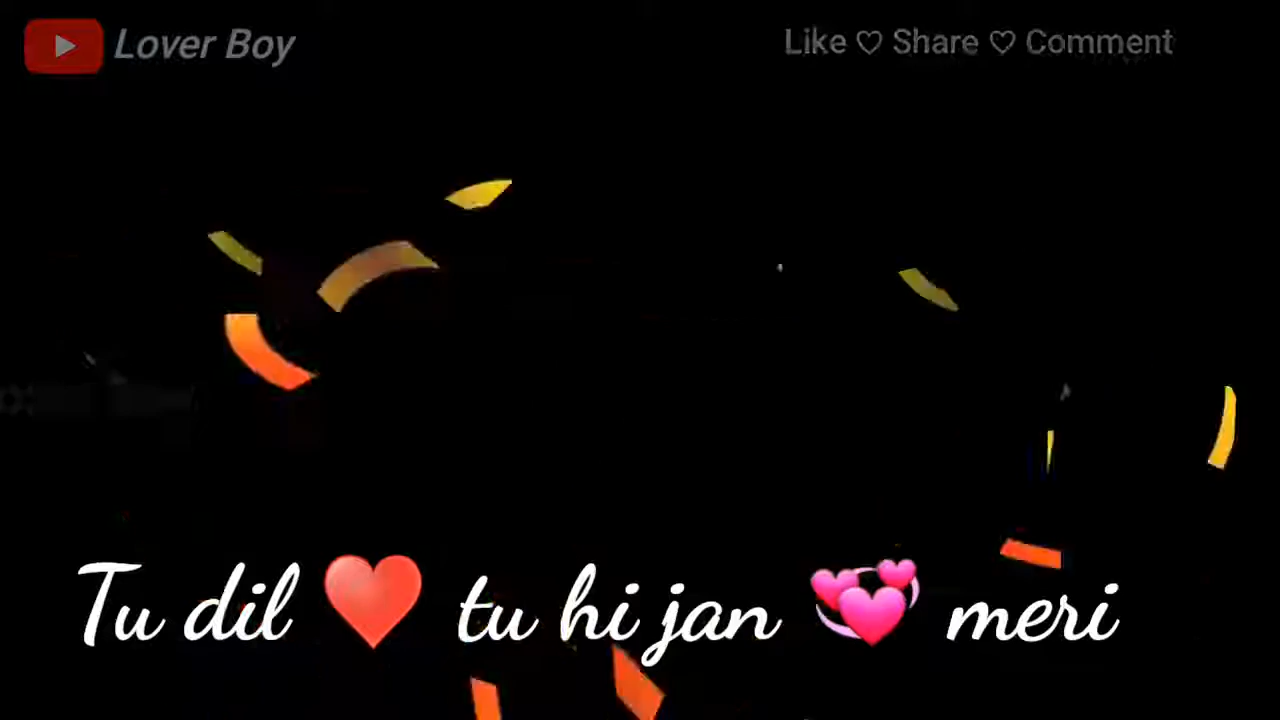 Lover Boy
Like ♡ Share ♡ Comment
Tu dil ♥️ tu hi jan 💞 meri